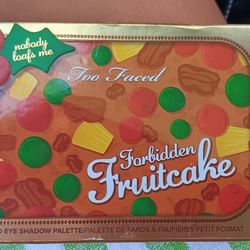 nobody
loafs me
Too Faced
Forbidden
Fruitcake
EYE SHADOW PALETTE/PALETTE DE FARDS À PAUPIÈRES PETIT FORMAT